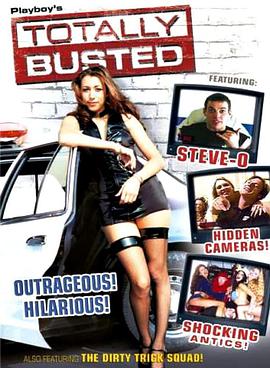 Playboy's
TOTALLY
BUSTED
FEATURING:
STEVE-O
HIDDEN
CAMERAS!
OUTRAGEOUS!
HILARIOUS!
SHOCKING
ANTICS!
ALSO FEATURING THE DIRTY TRICK SQUAD!